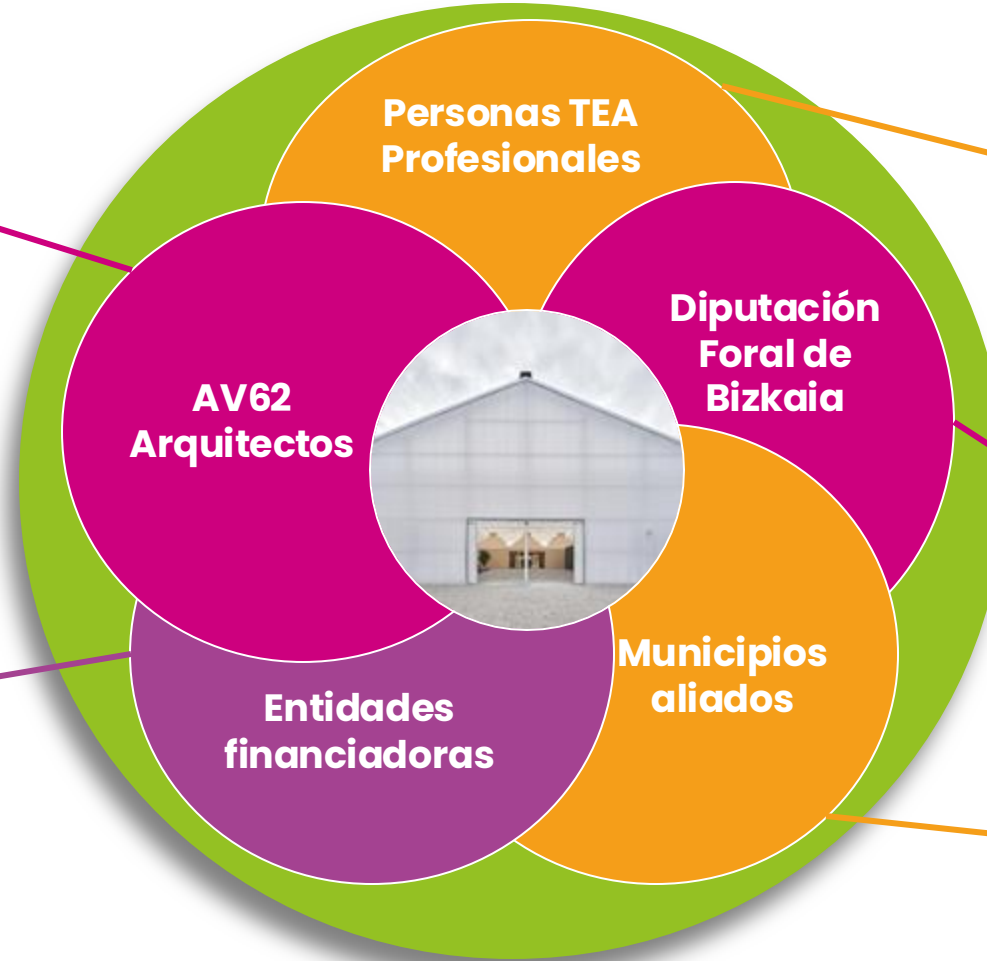 Personas TEA
Profesionales
Diputación
Foral de
Bizkaia
AV62
Arquitectos
Municipios
aliados
Entidades
financiadoras